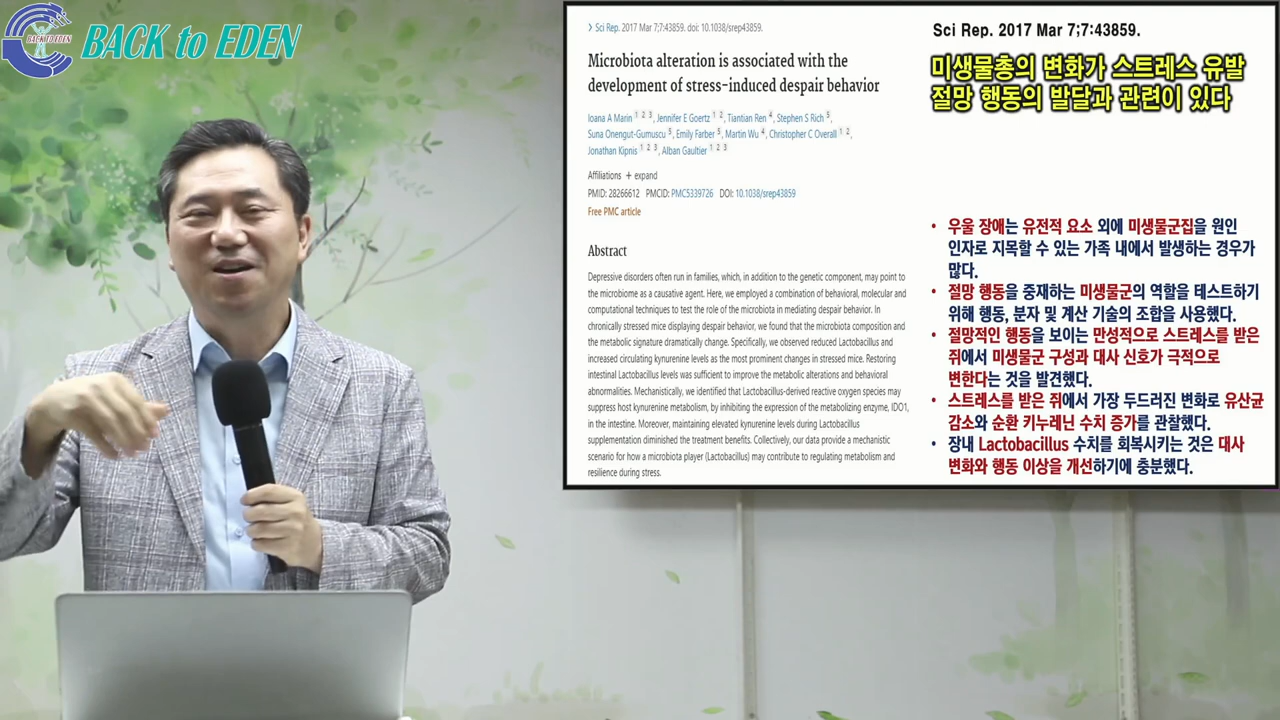 BACK TO EDEN
BACK to EDEN
Sci Rep. 2017 Mar 7;7:43859. doi: 10.1038/srep43859.
Microbiota alteration is associated with the
development of stress-induced despair behavior
Ioana A Marin 1 2 3, Jennifer E Goertz 1 2, Tiantian Ren 4, Stephen S Rich 5,
Suna Onengut-Gumuscu 5, Emily Farber 5, Martin Wu 4, Christopher C Overall 1 2,
Jonathan Kipnis 1 2 3, Alban Gaultier 1 2 3
Affiliations + expand
PMID: 28266612 PMCID: PMC5339726 DOI: 10.1038/srep43859
Free PMC article
Abstract
Depressive disorders often run in families, which, in addition to the genetic component, may point to
the microbiome as a causative agent. Here, we employed a combination of behavioral, molecular and
computational techniques to test the role of the microbiota in mediating despair behavior. In
chronically stressed mice displaying despair behavior, we found that the microbiota composition and
the metabolic signature dramatically change. Specifically, we observed reduced Lactobacillus and
increased circulating kynurenine levels as the most prominent changes in stressed mice. Restoring
intestinal Lactobacillus levels was sufficient to improve the metabolic alterations and behavioral
abnormalities. Mechanistically, we identified that Lactobacillus-derived reactive oxygen species may
suppress host kynurenine metabolism, by inhibiting the expression of the metabolizing enzyme, IDO1,
in the intestine. Moreover, maintaining elevated kynurenine levels during Lactobacillus
supplementation diminished the treatment benefits. Collectively, our data provide a mechanistic
scenario for how a microbiota player (Lactobacillus) may contribute to regulating metabolism and
resilience during stress.
Sci Rep. 2017 Mar 7;7:43859.
미생물총의 변화가 스트레스 유발
절망 행동의 발달과 관련이 있다
• 우울 장애는 유전적 요소 외에 미생물군집을 원인
인자로 지목할 수 있는 가족 내에서 발생하는 경우가
많다.
• 절망 행동을 중재하는 미생물군의 역할을 테스트하기
위해 행동, 분자 및 계산 기술의 조합을 사용했다.
• 절망적인 행동을 보이는 만성적으로 스트레스를 받은
쥐에서 미생물군 구성과 대사 신호가 극적으로
변한다는 것을 발견했다.
• 스트레스를 받은 쥐에서 가장 두드러진 변화로 유산균
감소와 순환 키누레닌 수치 증가를 관찰했다.
• 장내 Lactobacillus 수치를 회복시키는 것은 대사
변화와 행동 이상을 개선하기에 충분했다.